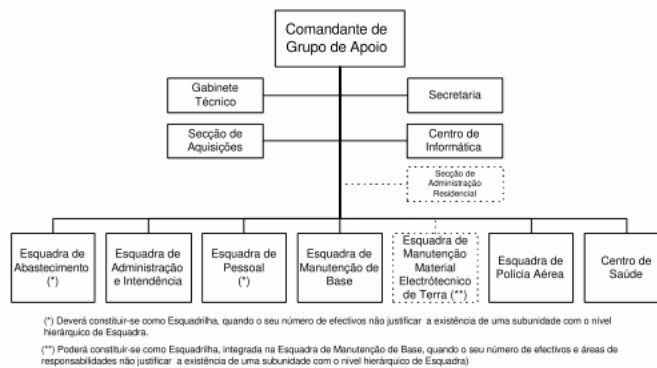 Comandante de
Grupo de Apoio
Gabinete
Técnico
Secretaria
Secção de
Aquisições
Centro de
Informática
Secção de
Administração
Residencial
Esquadra de
Abastecimento
(*)
Esquadra de
Administração
e Intendência
Esquadra de
Pessoal
(*)
Esquadra de
Manutenção de
Base
Esquadra de
Manutenção
Material
Electrótecnico
de Terra (**)
Esquadra de
Polícia Aérea
Centro de
Saúde
(*) Deverá constituir-se como Esquadrilha, quando o seu número de efectivos não justificar a existência de uma subunidade com o nível
hierárquico de Esquadra.
(**) Poderá constituir-se como Esquadrilha, integrada na Esquadra de Manutenção de Base, quando o seu número de efectivos e áreas de
responsabilidades não justificar a existência de uma subunidade com o nível hierárquico de Esquadra)